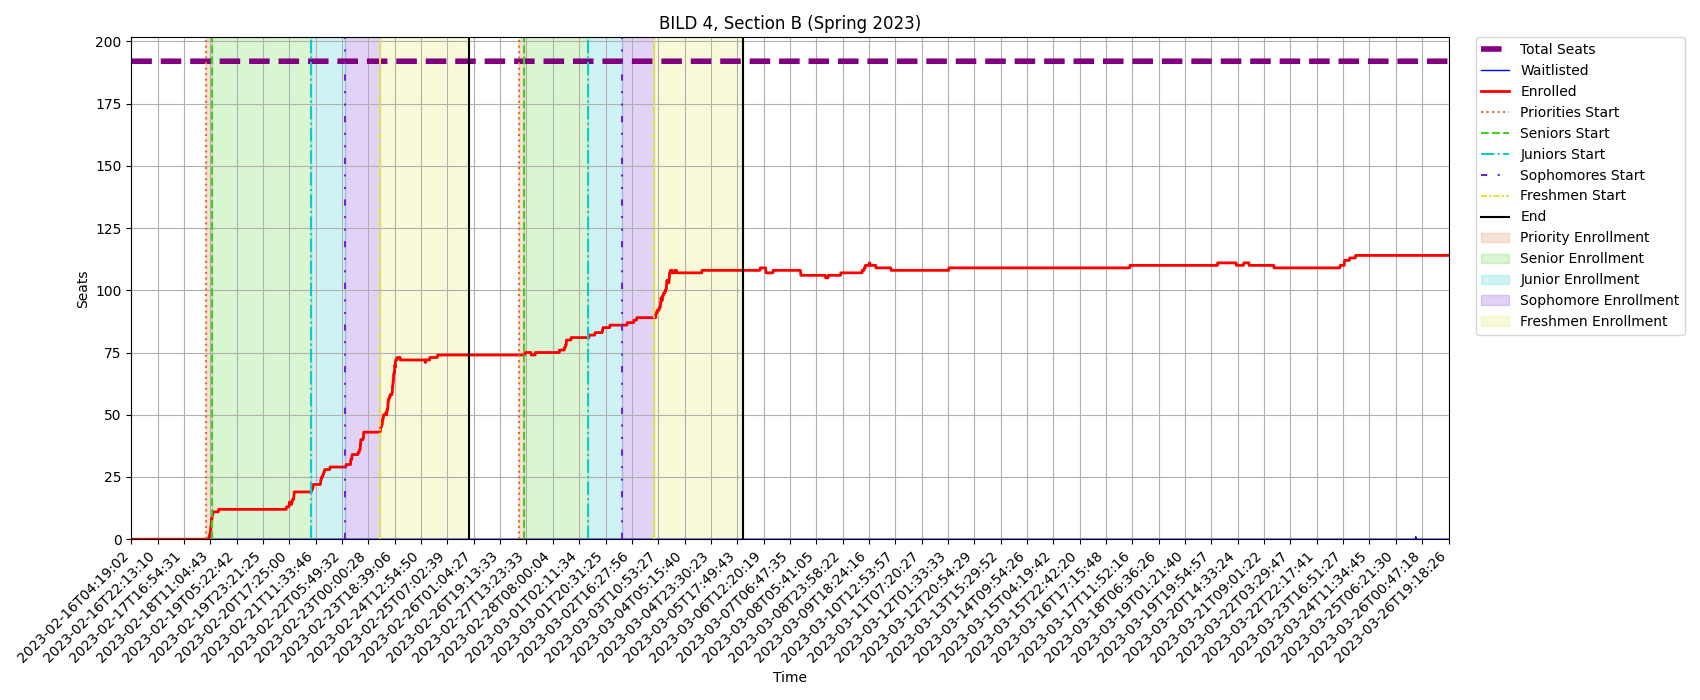 BILD 4, Section B (Spring 2023)
Seats
200
175
150
125
100
75
50
25
0
2023-02-16T04:19:02
2023-02-16T22:13:10
2023-02-17T16:54:31
2023-02-18T11:04:43
2023-02-19T05:22:42
2023-02-19T23:21:25
2023-02-20T17:25:00
2023-02-21T11:33:46
2023-02-22T05:49:32
2023-02-23T00:00:28
2023-02-23T18:39:06
2023-02-24T12:54:50
2023-02-25T07:02:39
2023-02-26T01:04:27
2023-02-26T19:13:33
2023-02-27T13:23:33
2023-02-28T08:00:04
2023-03-01T02:11:34
2023-03-01T20:31:25
2023-03-02T16:27:56
2023-03-03T10:53:27
2023-03-04T05:15:40
2023-03-04T23:30:23
2023-03-05T17:49:43
2023-03-06T12:20:19
2023-03-07T06:47:35
2023-03-08T05:41:05
2023-03-08T23:58:22
2023-03-09T18:24:16
2023-03-10T12:53:57
2023-03-11T07:20:27
2023-03-12T01:33:33
2023-03-12T20:54:29
2023-03-13T15:29:52
2023-03-14T09:54:26
2023-03-15T04:19:42
2023-03-15T22:42:20
2023-03-16T17:15:48
2023-03-17T11:52:16
2023-03-18T06:36:26
2023-03-19T01:21:40
2023-03-19T19:54:57
2023-03-20T14:33:24
2023-03-21T09:01:22
2023-03-22T03:29:47
2023-03-22T22:17:41
2023-03-23T16:51:27
2023-03-24T11:34:45
2023-03-25T06:21:30
2023-03-26T00:47:18
2023-03-26T19:18:26
Time
Total Seats
Waitlisted
Enrolled
Priorities Start
Seniors Start
Juniors Start
Sophomores Start
Freshmen Start
End
Priority Enrollment
Senior Enrollment
Junior Enrollment
Sophomore Enrollment
Freshmen Enrollment